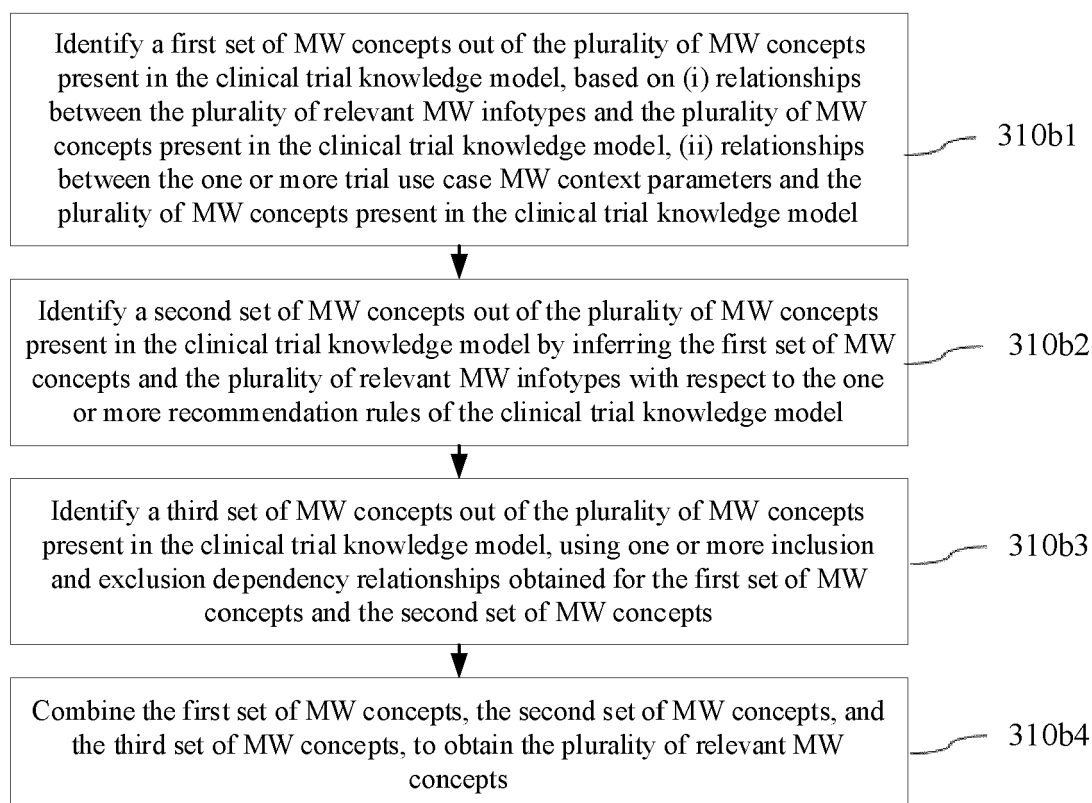 Identify a first set of MW concepts out of the plurality of MW concepts
present in the clinical trial knowledge model, based on (i) relationships
between the plurality of relevant MW infotypes and the plurality of MW
concepts present in the clinical trial knowledge model, (ii) relationships
between the one or more trial use case MW context parameters and the
plurality of MW concepts present in the clinical trial knowledge model
310b1
Identify a second set of MW concepts out of the plurality of MW concepts
present in the clinical trial knowledge model by inferring the first set of MW
concepts and the plurality of relevant MW infotypes with respect to the one
or more recommendation rules of the clinical trial knowledge model
310b2
Identify a third set of MW concepts out of the plurality of MW concepts
present in the clinical trial knowledge model, using one or more inclusion
and exclusion dependency relationships obtained for the first set of MW
concepts and the second set of MW concepts
310b3
Combine the first set of MW concepts, the second set of MW concepts, and
the third set of MW concepts, to obtain the plurality of relevant MW
concepts
310b4